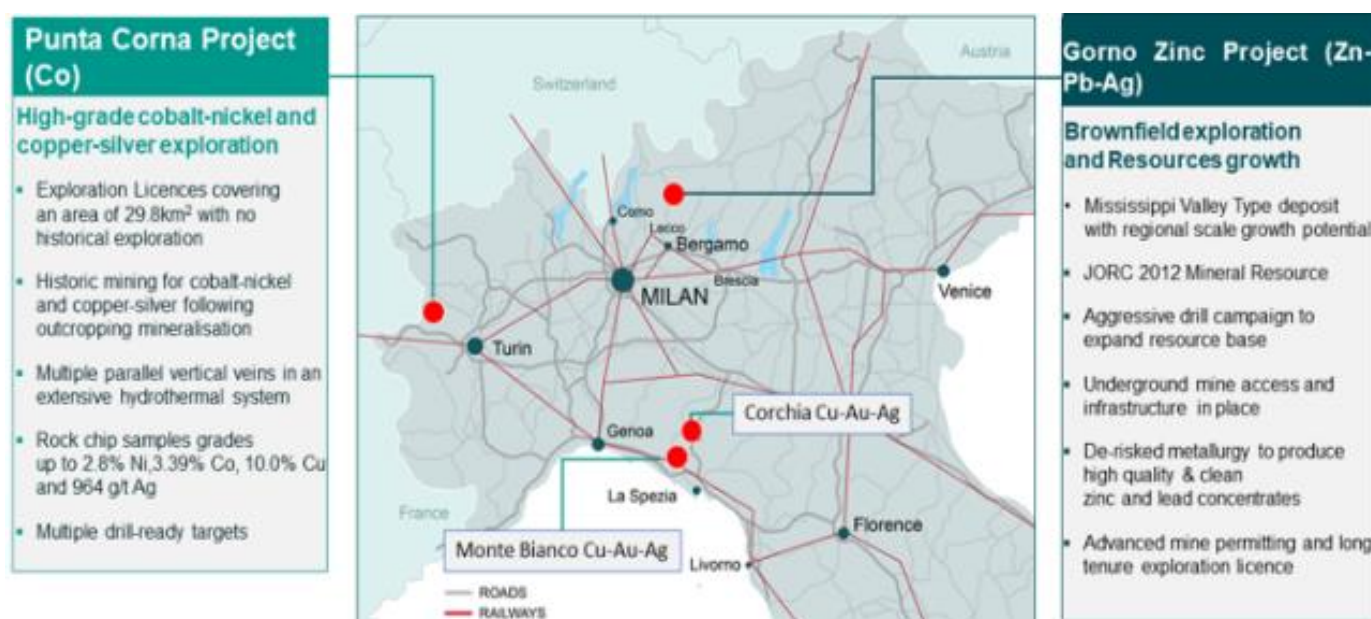 Punta Corna Project
(Co)
High-grade cobalt-nickel and
copper-silver exploration
• Exploration Licences covering
an area of 29.8km² with no
historical exploration
• Historic mining for cobalt-nickel
and copper-silver following
outcropping mineralisation
• Multiple parallel vertical veins in an
extensive hydrothermal system
• Rock chip samples grades
up to 2.8% Ni,3.39% Co, 10.0% Cu
and 964 g/t Ag
• Multiple drill-ready targets
Austria
Switzerland
Como
Lecco
Bergamo
MILAN
Brescia
Venice
Turin
Corchia Cu-Au-Ag
Genoa
La Spezia
France
Monte Bianco Cu-Au-Ag
Florence
Livorno
ROADS
RAILWAYS
Gorno Zinc Project (Zn-
Pb-Ag)
Brownfield exploration
and Resources growth
• Mississippi Valley Type deposit
with regional scale growth potential
• JORC 2012 Mineral Resource
• Aggressive drill campaign to
expand resource base
• Underground mine access and
infrastructure in place
• De-risked metallurgy to produce
high quality & clean
zinc and lead concentrates
• Advanced mine permitting and long
tenure exploration licence